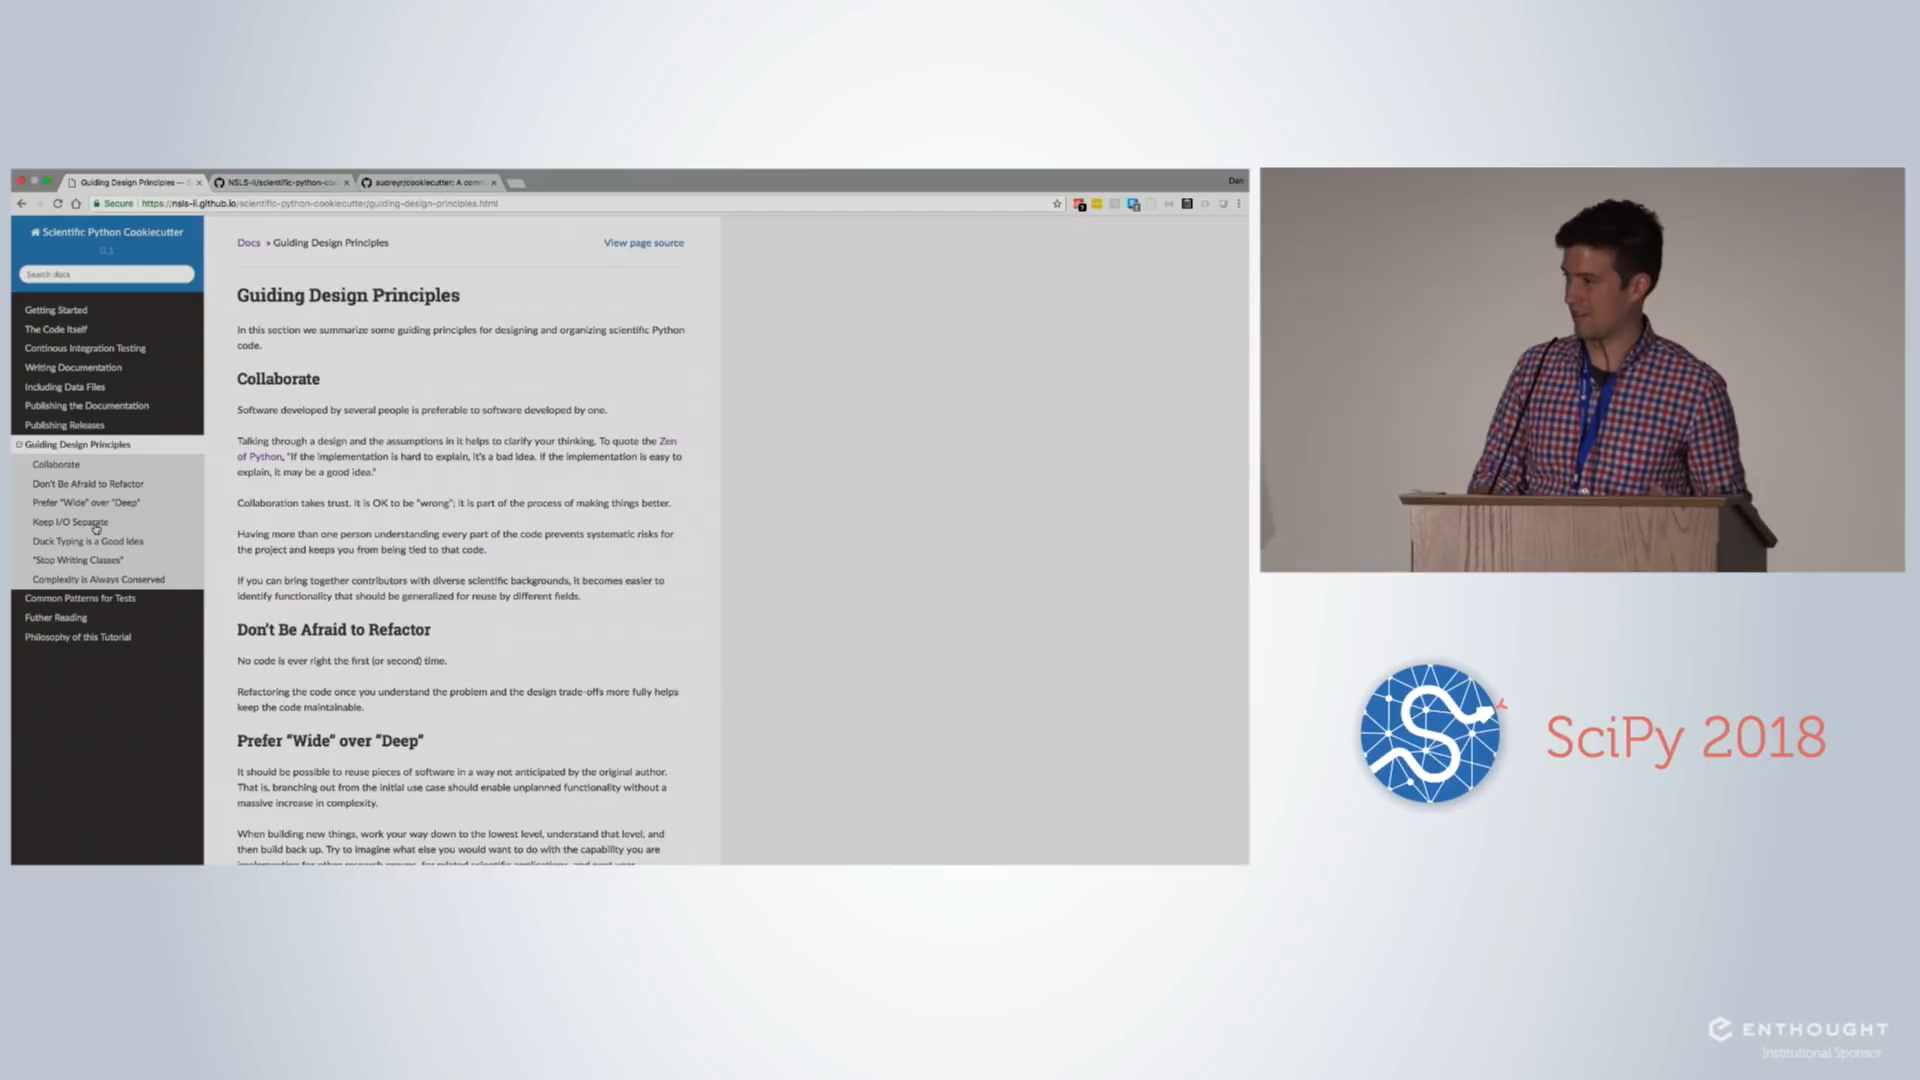 Guiding Design Principles —
NSLS-II/scientific-python-co
audreyr/cookiecutter: A com
Dan
Secure
https://nsls-ii.github.io/scientific-python-cookiecutter/guiding-design-principles.html
Scientific Python Cookiecutter
0.1
Search docs
Getting Started
The Code Itself
Continous Integration Testing
Writing Documentation
Including Data Files
Publishing the Documentation
Publishing Releases
Guiding Design Principles
Collaborate
Don't Be Afraid to Refactor
Prefer "Wide" over "Deep"
Keep I/O Separate
Duck Typing is a Good Idea
"Stop Writing Classes"
Complexity is Always Conserved
Common Patterns for Tests
Futher Reading
Philosophy of this Tutorial
Docs » Guiding Design Principles
View page source
Guiding Design Principles
In this section we summarize some guiding principles for designing and organizing scientific Python
code.
Collaborate
Software developed by several people is preferable to software developed by one.
Talking through a design and the assumptions in it helps to clarify your thinking. To quote the Zen
of Python, "If the implementation is hard to explain, it's a bad idea. If the implementation is easy to
explain, it may be a good idea."
Collaboration takes trust. It is OK to be "wrong"; it is part of the process of making things better.
Having more than one person understanding every part of the code prevents systematic risks for
the project and keeps you from being tied to that code.
If you can bring together contributors with diverse scientific backgrounds, it becomes easier to
identify functionality that should be generalized for reuse by different fields.
Don't Be Afraid to Refactor
No code is ever right the first (or second) time.
Refactoring the code once you understand the problem and the design trade-offs more fully helps
keep the code maintainable.
Prefer "Wide" over "Deep"
It should be possible to reuse pieces of software in a way not anticipated by the original author.
That is, branching out from the initial use case should enable unplanned functionality without a
massive increase in complexity.
When building new things, work your way down to the lowest level, understand that level, and
then build back up. Try to imagine what else you would want to do with the capability you are
implementing for other research groups, for related scientific applications, and next year.
SciPy 2018
ENTHOUGHT
Institutional Sponsor